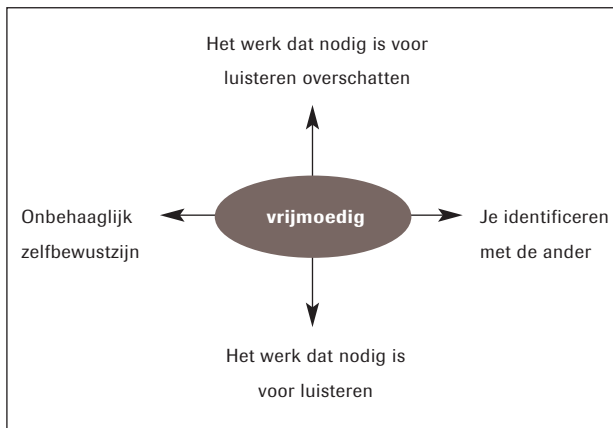 Het werk dat nodig is voor
luisteren overschatten
Onbehaaglijk
zelfbewustzijn
vrijmoedig
Je identificeren
met de ander
Het werk dat nodig is
voor luisteren